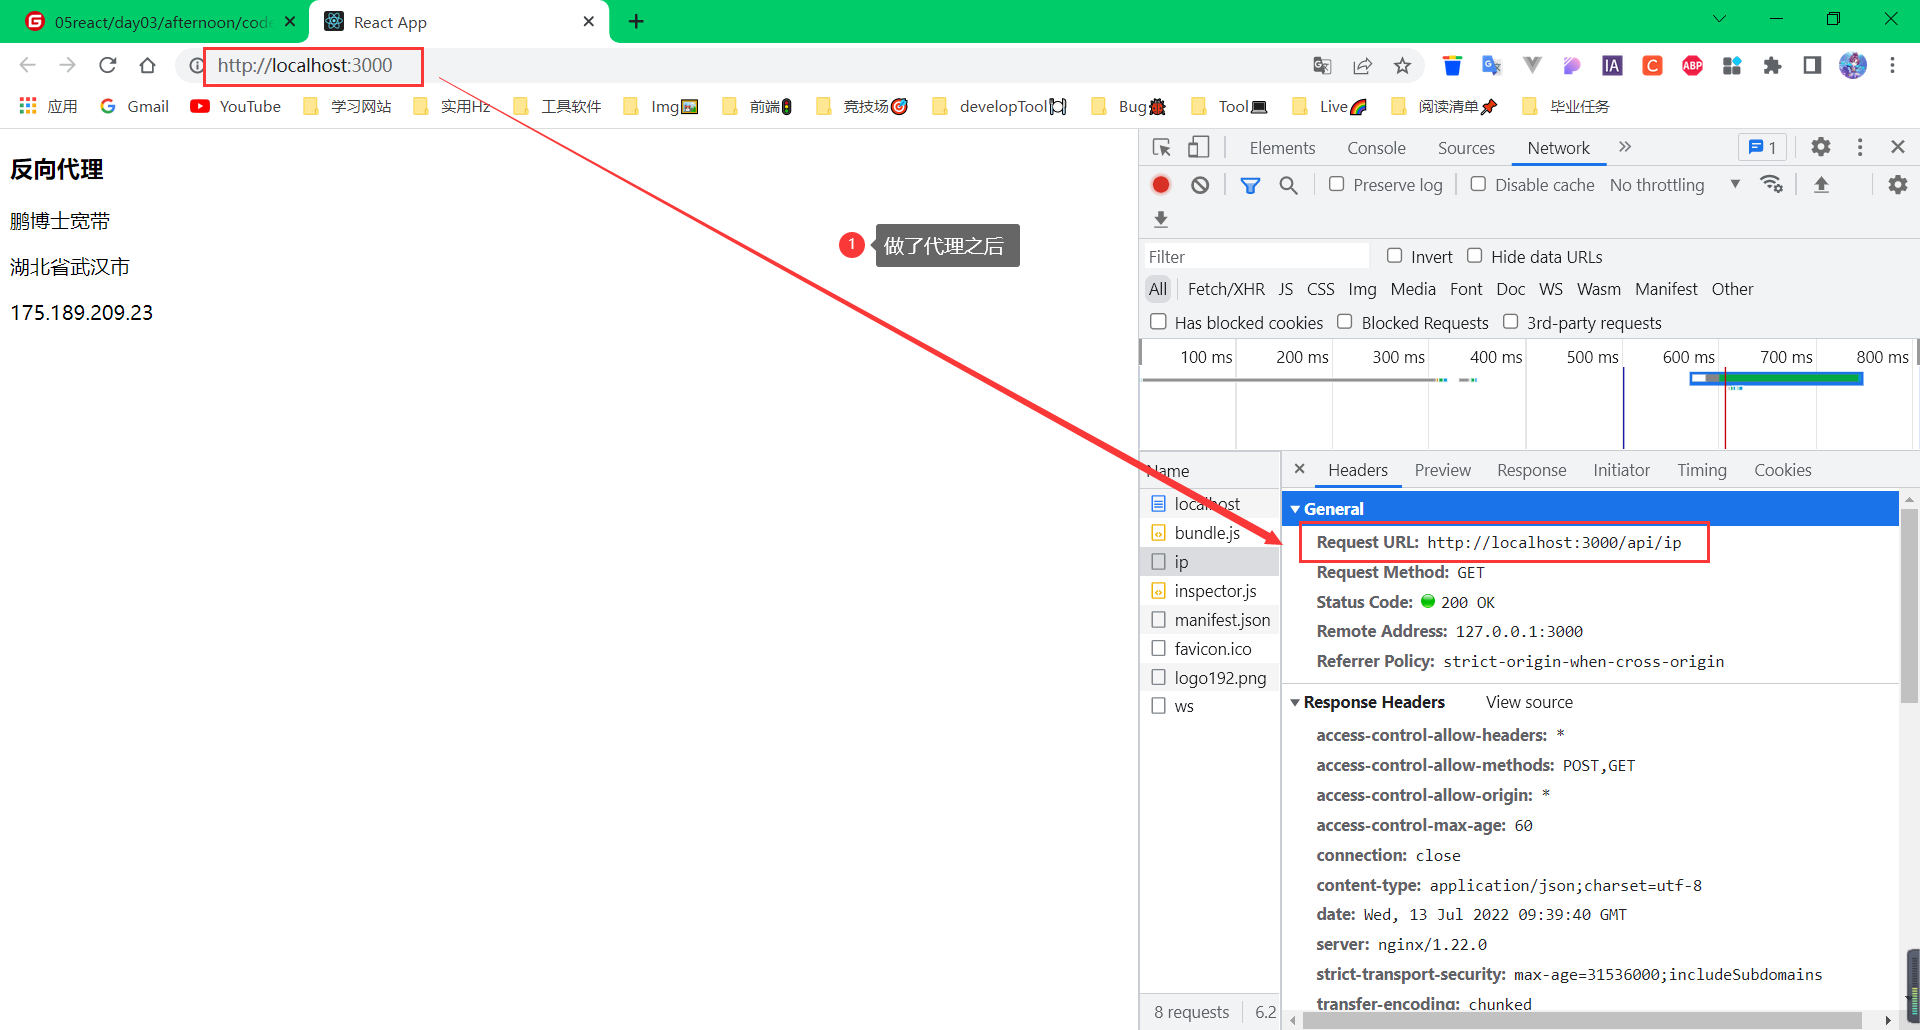 05react/day03/afternoon/code
React App
http://localhost:3000
应用
Gmail
YouTube
学习网站
实用Hz
工具软件
Img
前端
竞技场
developTool
Bug
Tool
Live
阅读清单
毕业任务
IA
C
ABP
反向代理
鹏博士宽带
湖北省武汉市
175.189.209.23
1
做了代理之后
Elements
Console
Sources
Network
1
Preserve log
Disable cache
No throttling
Filter
Invert
Hide data URLs
All
Fetch/XHR
JS
CSS
Img
Media
Font
Doc
WS
Wasm
Manifest
Other
Has blocked cookies
Blocked Requests
3rd-party requests
100 ms
200 ms
300 ms
400 ms
500 ms
600 ms
700 ms
800 ms
Name
localhost
bundle.js
ip
inspector.js
manifest.json
favicon.ico
logo192.png
ws
8 requests
6.2
Headers
Preview
Response
Initiator
Timing
Cookies
General
Request URL: http://localhost:3000/api/ip
Request Method: GET
Status Code: 200 OK
Remote Address: 127.0.0.1:3000
Referrer Policy: strict-origin-when-cross-origin
Response Headers
View source
access-control-allow-headers: *
access-control-allow-methods: POST,GET
access-control-allow-origin: *
access-control-max-age: 60
connection: close
content-type: application/json;charset=utf-8
date: Wed, 13 Jul 2022 09:39:40 GMT
server: nginx/1.22.0
strict-transport-security: max-age=31536000;includeSubdomains
transfer-encoding: chunked